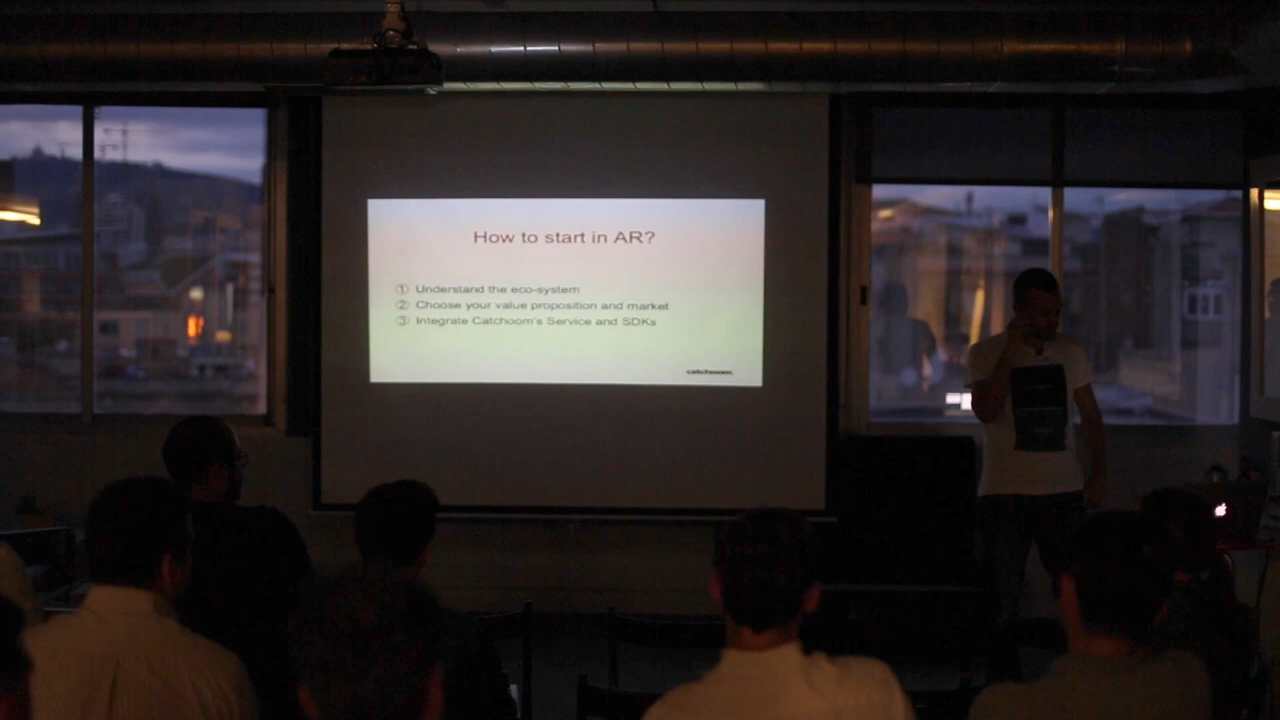 How to start in AR?
① Understand the eco-system
② Choose your value proposition and market
③ Integrate Catchoom's Service and SDKs
catchoom